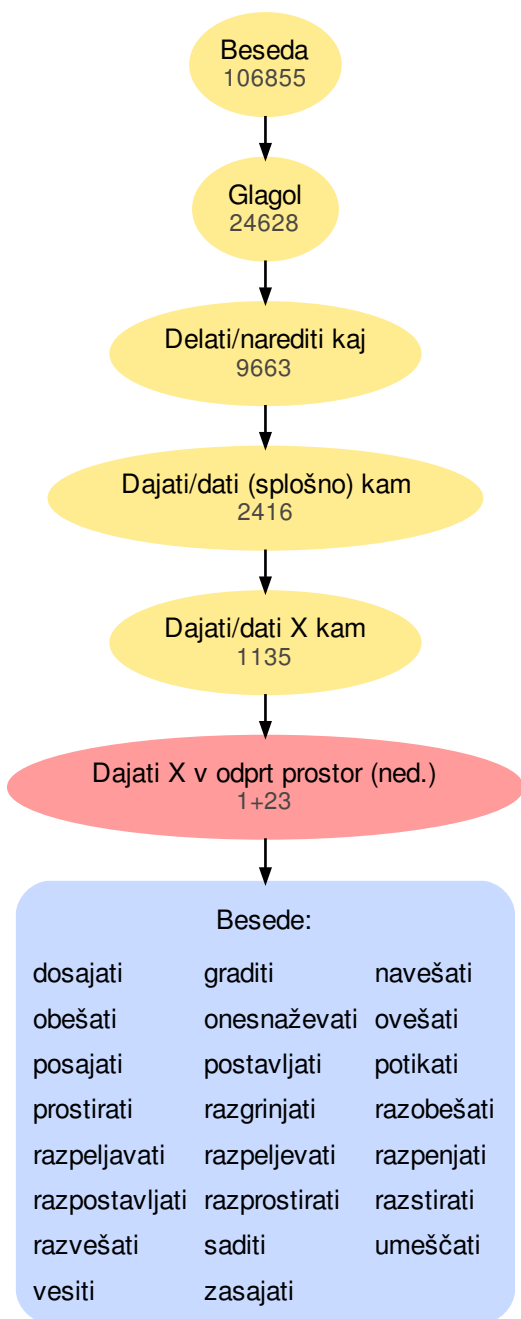 Beseda
106855
Glagol
24628
Delati/narediti kaj
9663
Dajati/dati (splošno) kam
2416
Dajati/dati X kam
1135
Dajati X v odprt prostor (ned.)
1+23
Besede:
dosajati graditi navešati
obešati onesnaževati ovešati
posajati postavljati potikati
prostirati razgrinjati razobešati
razpeljavati razpeljevati razpenjati
razpostavljati razprostirati razstirati
razvešati saditi umeščati
vesiti zasajati